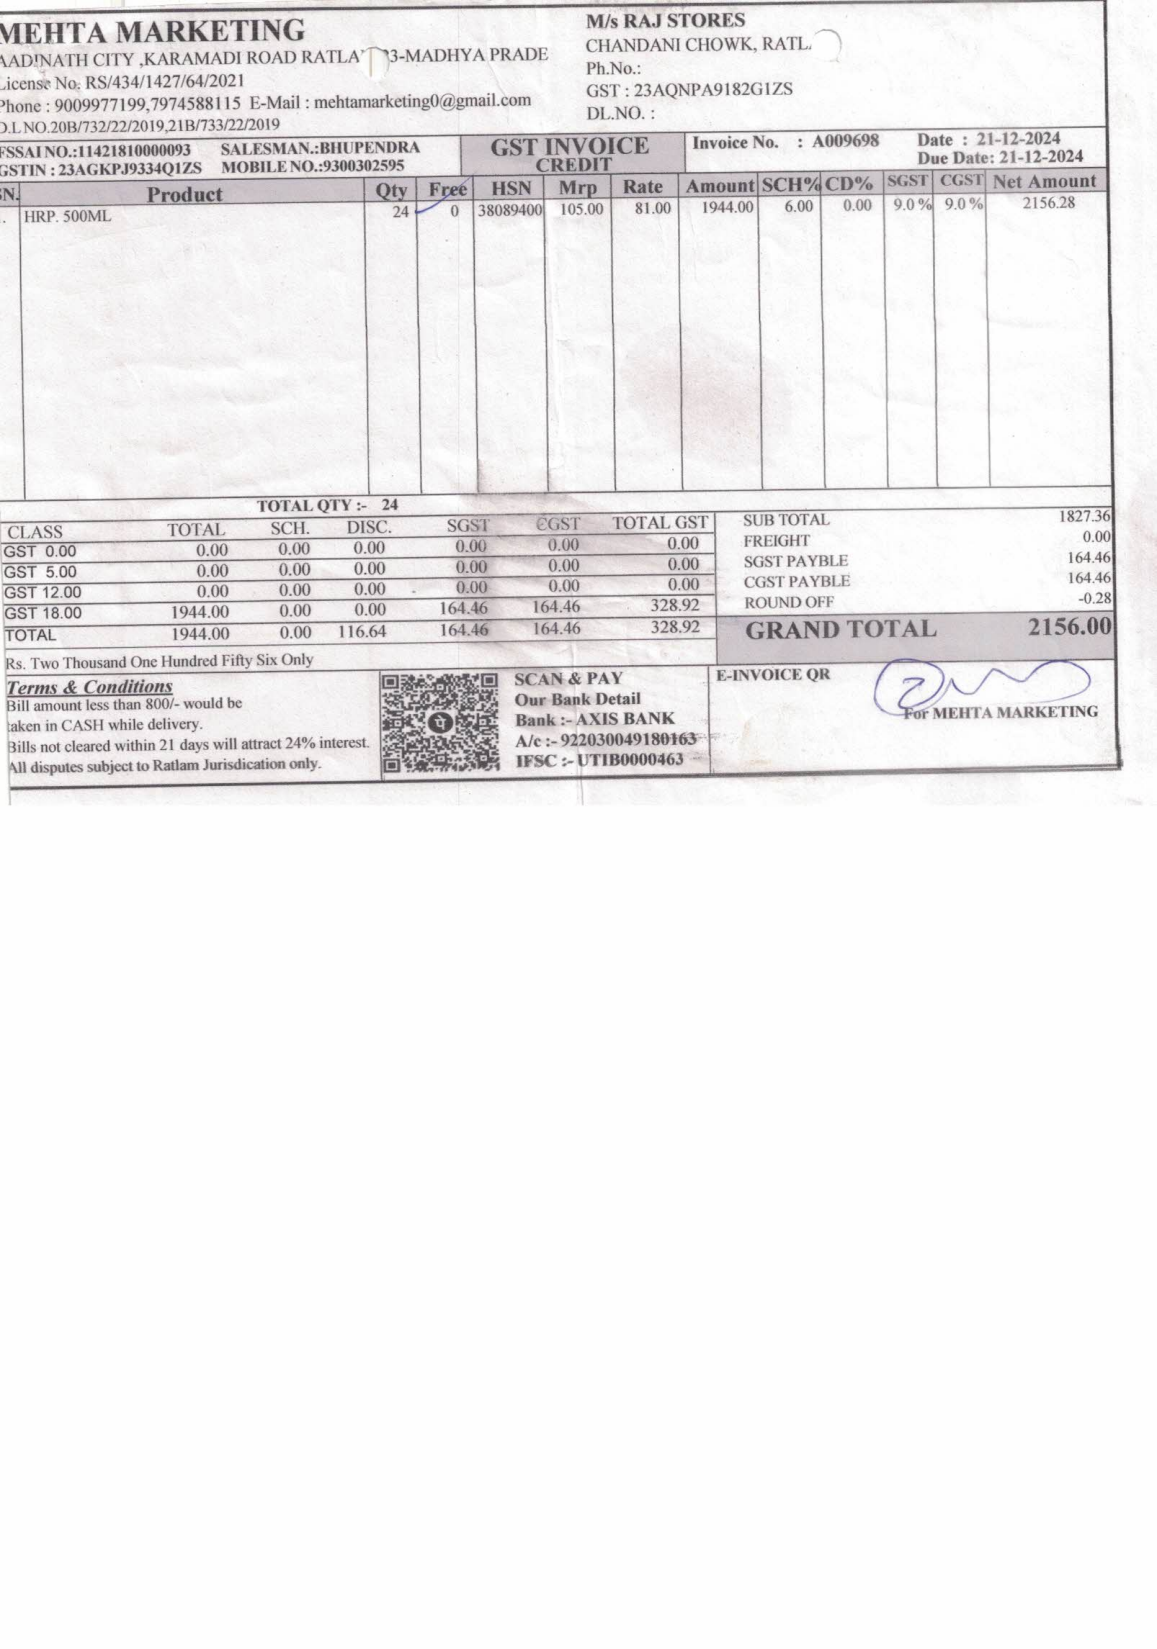 MEHTA MARKETING
AADINATH CITY ,KARAMADI ROAD 3-MADHYA PRADE
License No. RS/434/1427/64/2021
Phone : 9009977199,7974588115 E-Mail : mehtamarketing0@gmail.com
D.L NO.20B/732/22/2019,21B/733/22/2019
M/s RAJ STORES
CHANDANI CHOWK, RATL
Ph.No.:
GST : 23AQNPA9182G1ZS
DL.NO. :
FSSAI NO.:11421810000093 SALESMAN.:BHUPENDRA
GSTIN : 23AGKPJ9334Q1ZS MOBILE NO.:9300302595
GST INVOICE
CREDIT
Invoice No. : A009698 Date : 21-12-2024
Due Date: 21-12-2024
SN. Product Qty Free HSN Mrp Rate Amount SCH% CD% SGST CGST Net Amount
HRP. 500ML 24 0 38089400 105.00 81.00 1944.00 6.00 0.00 9.0 % 9.0 % 2156.28
TOTAL QTY :- 24
CLASS TOTAL SCH. DISC. SGST CGST TOTAL GST
GST 0.00 0.00 0.00 0.00 0.00 0.00 0.00
GST 5.00 0.00 0.00 0.00 0.00 0.00 0.00
GST 12.00 0.00 0.00 0.00 0.00 0.00 0.00
GST 18.00 1944.00 0.00 0.00 164.46 164.46 328.92
TOTAL 1944.00 0.00 116.64 164.46 164.46 328.92
SUB TOTAL 1827.36
FREIGHT 0.00
SGST PAYBLE 164.46
CGST PAYBLE 164.46
ROUND OFF -0.28
GRAND TOTAL 2156.00
Rs. Two Thousand One Hundred Fifty Six Only
Terms & Conditions
Bill amount less than 800/- would be
taken in CASH while delivery.
Bills not cleared within 21 days will attract 24% interest.
All disputes subject to Ratlam Jurisdication only.
SCAN & PAY
Our Bank Detail
Bank :- AXIS BANK
A/c :- 922030049180163
IFSC :- UTIB0000463
E-INVOICE QR
For MEHTA MARKETING